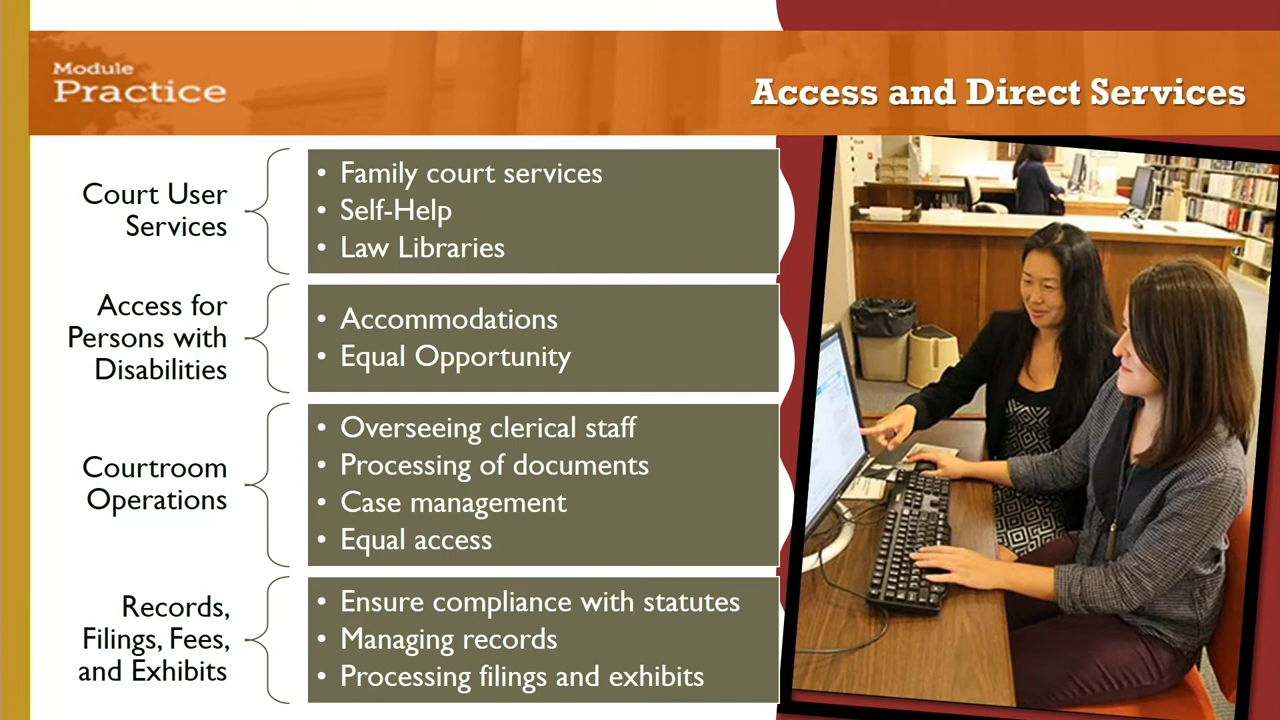 Module
Practice
Access and Direct Services
Court User
Services
• Family court services
• Self-Help
• Law Libraries
Access for
Persons with
Disabilities
• Accommodations
• Equal Opportunity
Courtroom
Operations
• Overseeing clerical staff
• Processing of documents
• Case management
• Equal access
Records,
Filings, Fees,
and Exhibits
• Ensure compliance with statutes
• Managing records
• Processing filings and exhibits